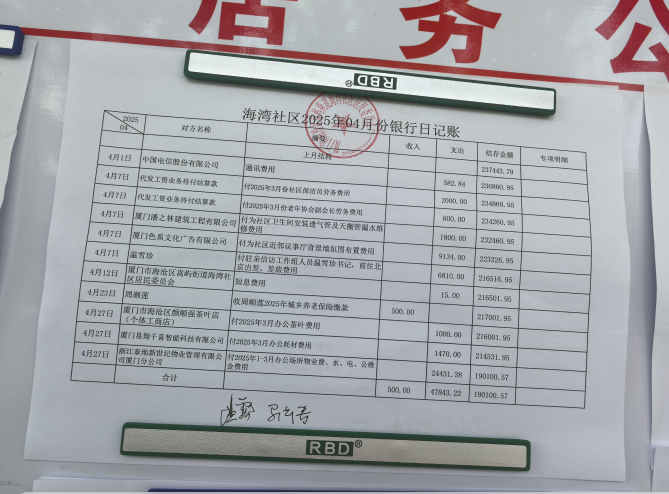 务公
RBD®
海湾社区2025年04月份银行日记账
2025
04 对方名称 摘要 收入 支出 结存金额 专项明细
上月结转 237443.79
4月1日 中国电信股份有限公司 通讯费用 582.84 236860.95
4月7日 代发工资业务待付结算款 付2025年3月份社区保洁员劳务费用 2000.00 234860.95
4月7日 代发工资业务待付结算款 付2025年3月份老年协会副会长劳务费用 600.00 234260.95
4月7日 厦门潘之林建筑工程有限公司 付为社区卫生间安装透气管及天棚管漏水维修费用 1800.00 232460.95
4月7日 厦门色系文化广告有限公司 付为社区近邻议事厅背景墙氛围布置费用 9134.00 223326.95
4月7日 温雪珍 付驻京信访工作组人员温雪珍书记，前往北京出差，差旅费用 6810.00 216516.95
4月12日 厦门市海沧区嵩屿街道海湾社区居民委员会 短息费用 15.00 216501.95
4月23日 周顺莲 收周顺莲2025年城乡养老保险缴款 500.00 217001.95
4月27日 厦门市海沧区颜顺强茶叶店（个体工商店） 付2025年3月办公茶叶费用 1000.00 216001.95
4月27日 厦门易翔千喜智能科技有限公司 付2025年3月办公耗材费用 1470.00 214531.95
4月27日 浙江泰地新世纪物业管理有限公司厦门分公司 付2025年1-3月办公场所物业费、水、电、公维金费用 24431.38 190100.57
合计 500.00 47843.22 190100.57
RBD®